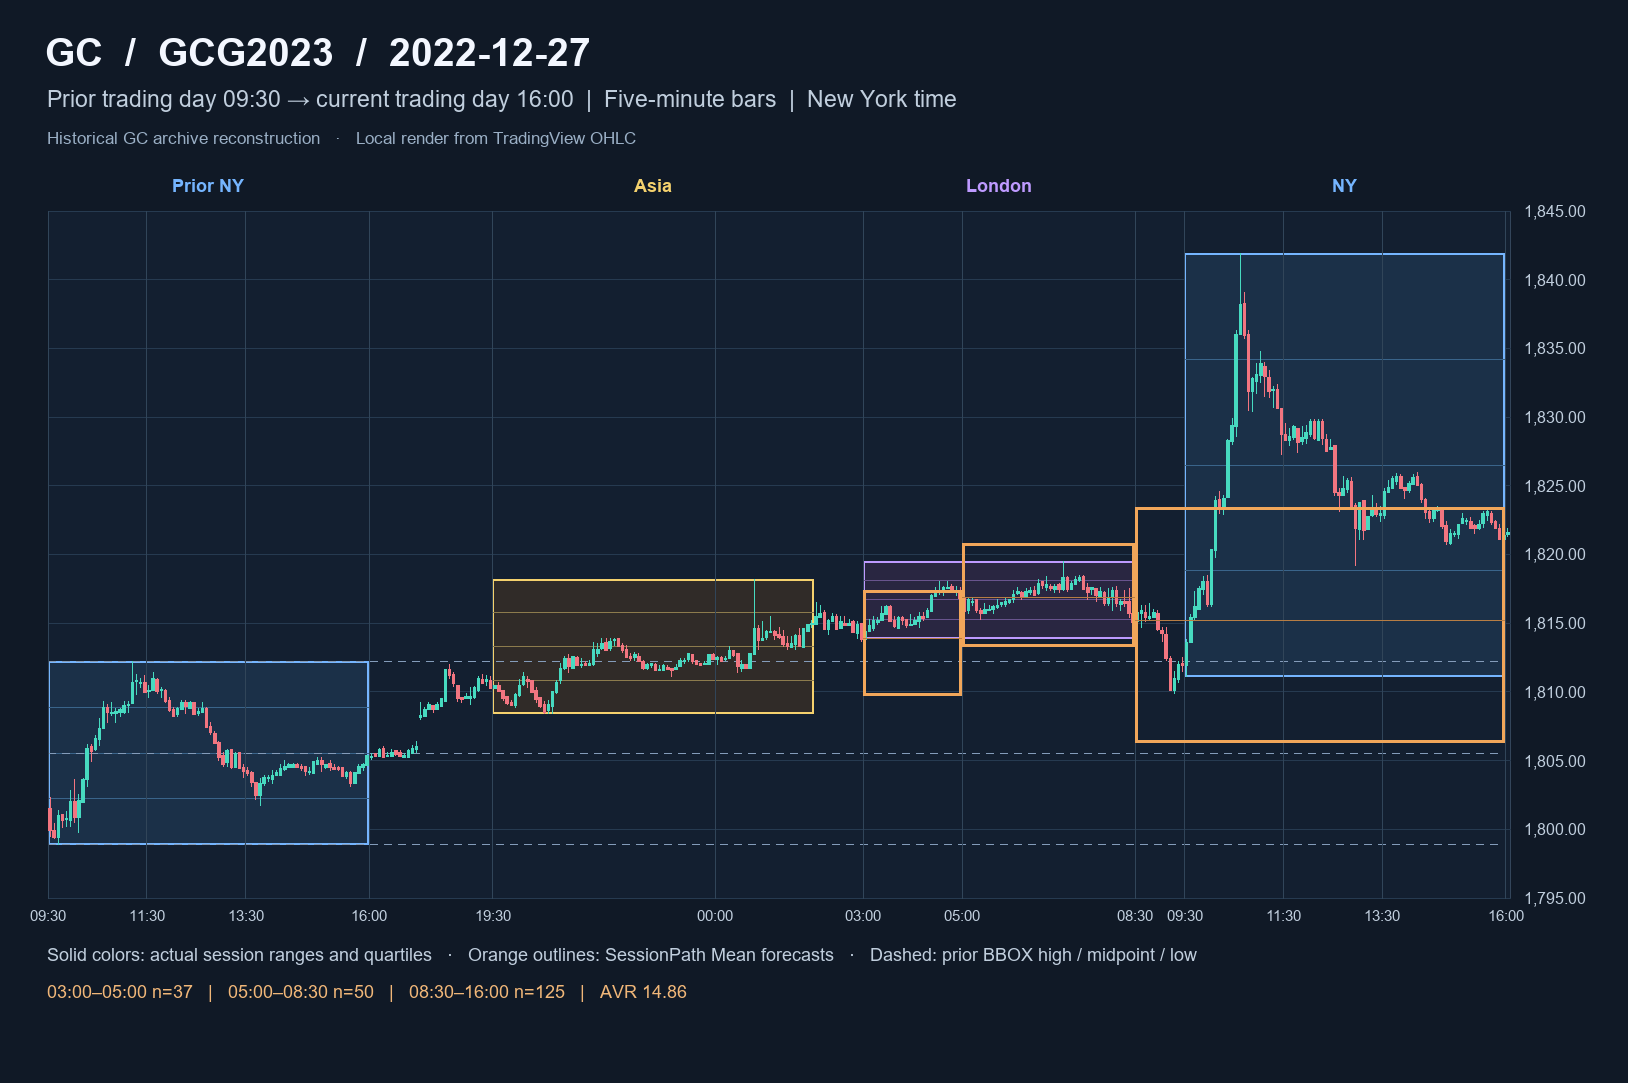 GC / GCG2023 / 2022-12-27
Prior trading day 09:30 → current trading day 16:00 | Five-minute bars | New York time
Historical GC archive reconstruction · Local render from TradingView OHLC
Prior NY
Asia
London
NY
1,845.00
1,840.00
1,835.00
1,830.00
1,825.00
1,820.00
1,815.00
1,810.00
1,805.00
1,800.00
1,795.00
09:30 11:30 13:30 16:00 19:30 00:00 03:00 05:00 08:30 09:30 11:30 13:30 16:00
Solid colors: actual session ranges and quartiles · Orange outlines: SessionPath Mean forecasts · Dashed: prior BBOX high / midpoint / low
03:00–05:00 n=37 | 05:00–08:30 n=50 | 08:30–16:00 n=125 | AVR 14.86